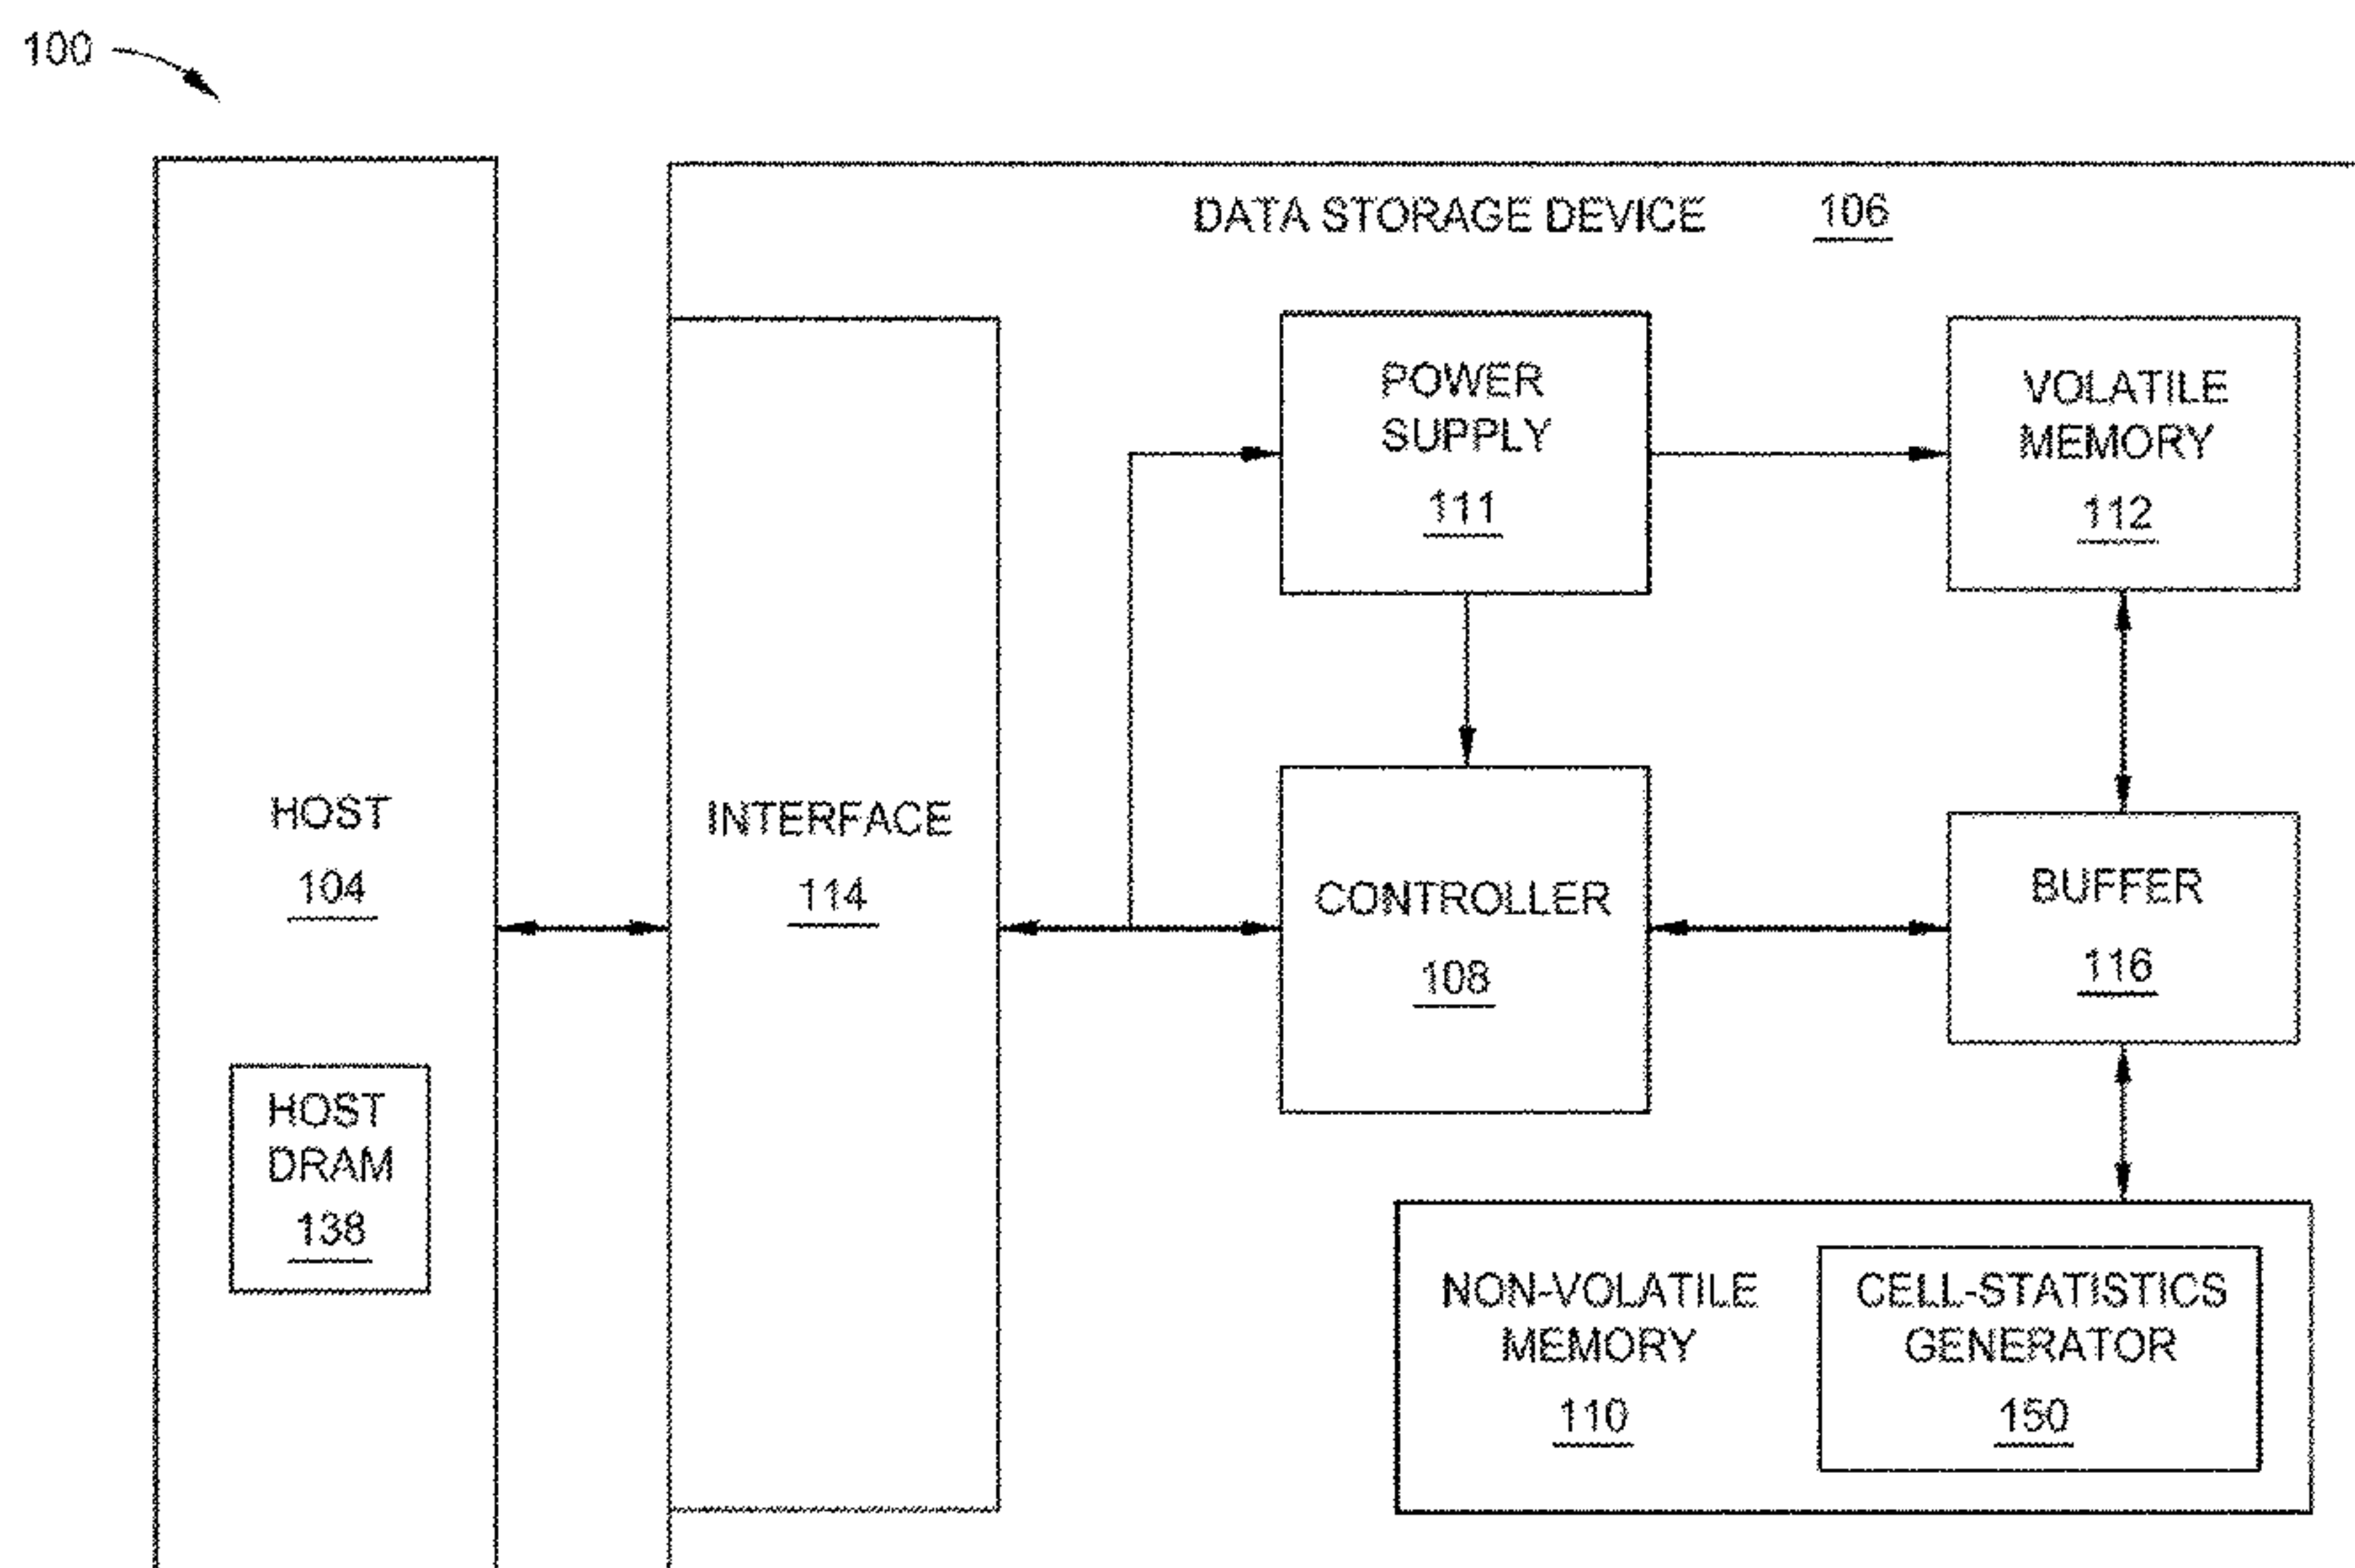 100
DATA STORAGE DEVICE 106
POWER
SUPPLY
111
VOLATILE
MEMORY
112
HOST
104
INTERFACE
114
CONTROLLER
108
BUFFER
116
HOST
DRAM
138
NON-VOLATILE
MEMORY
110
CELL-STATISTICS
GENERATOR
150